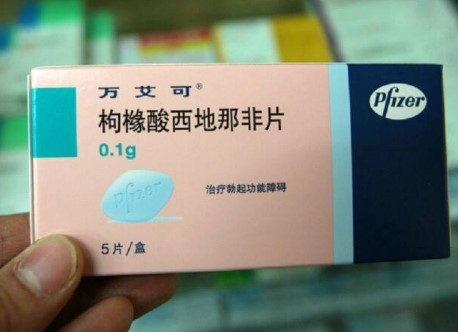 万艾可®
枸橼酸西地那非片
0.1g
Pfizer
Pfizer
治疗勃起功能障碍
5片/盒